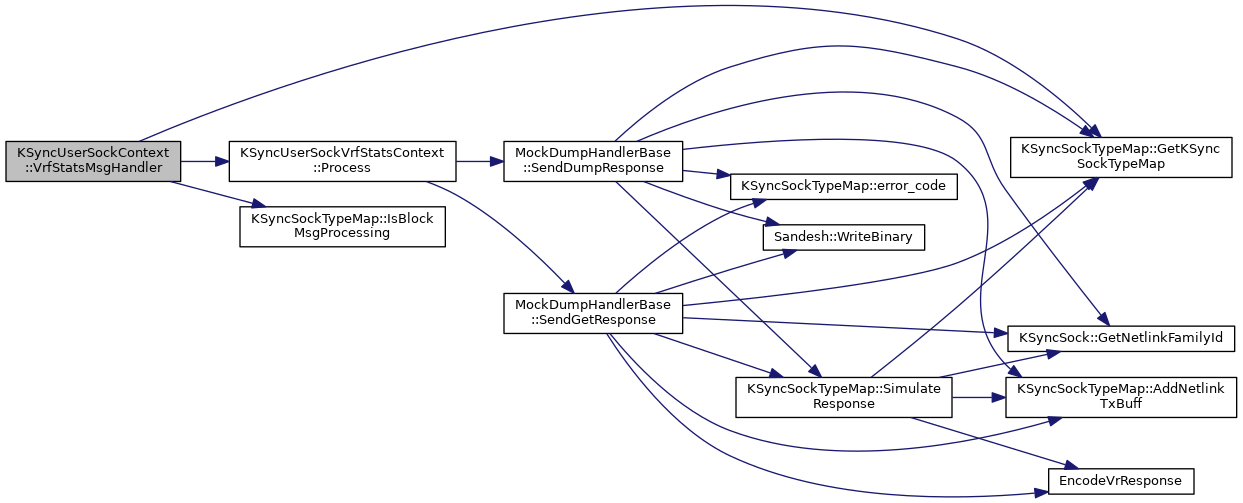 KSyncUserSockContext
::VrfStatsMsgHandler
KSyncUserSockVrfStatsContext
::Process
KSyncSockTypeMap::IsBlock
MsgProcessing
MockDumpHandlerBase
::SendDumpResponse
MockDumpHandlerBase
::SendGetResponse
KSyncSockTypeMap::error_code
Sandesh::WriteBinary
KSyncSockTypeMap::Simulate
Response
KSyncSockTypeMap::GetKSync
SockTypeMap
KSyncSock::GetNetlinkFamilyId
KSyncSockTypeMap::AddNetlink
TxBuff
EncodeVrResponse